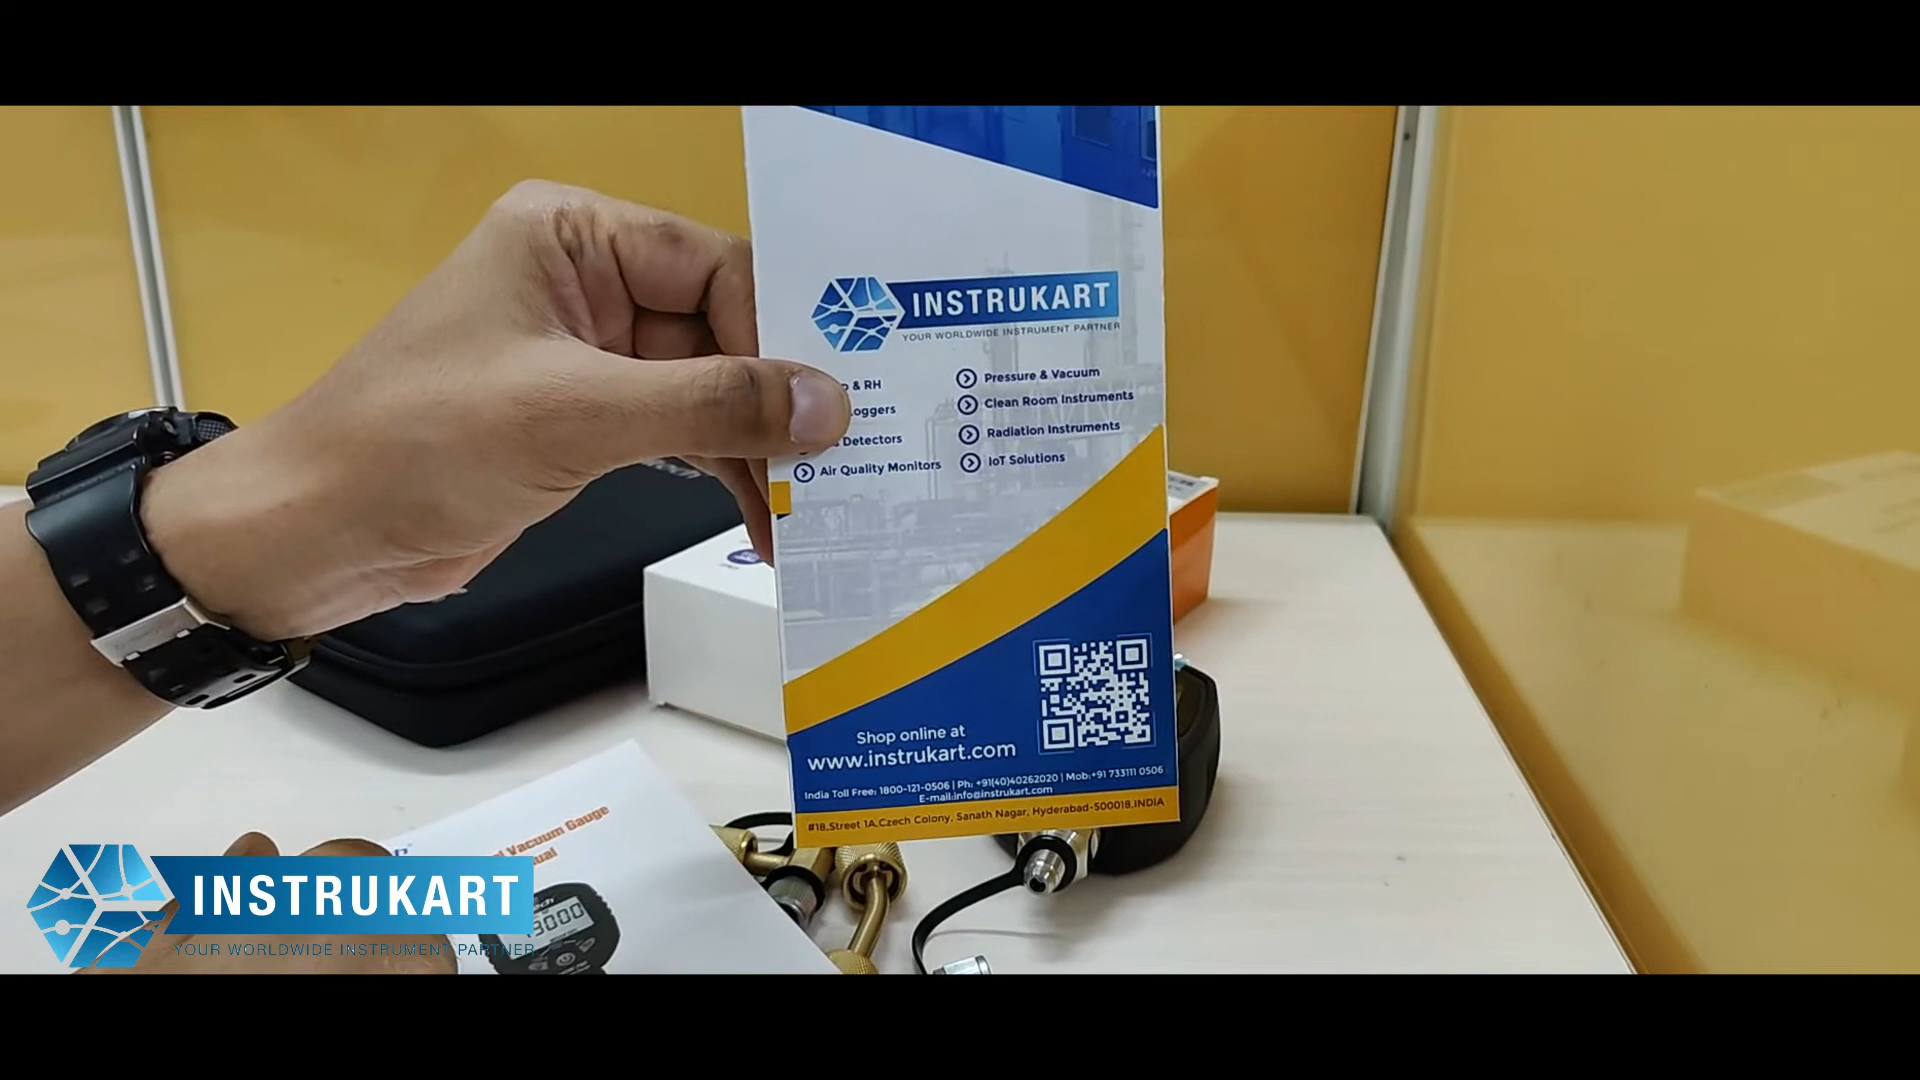 INSTRUKART
YOUR WORLDWIDE INSTRUMENT PARTNER
& RH
Detectors
Air Quality Monitors
Pressure & Vacuum
Clean Room Instruments
Radiation Instruments
IoT Solutions
Shop online at
www.instrukart.com
India Toll Free: 1800-121-0506 | Ph: +91(40)40262020 | Mob:+91 733111 0506
E-mail:info@instrukart.com
#18,Street 1A,Czech Colony, Sanath Nagar, Hyderabad-500018,INDIA
Vacuum Gauge
INSTRUKART
YOUR WORLDWIDE INSTRUMENT PARTNER